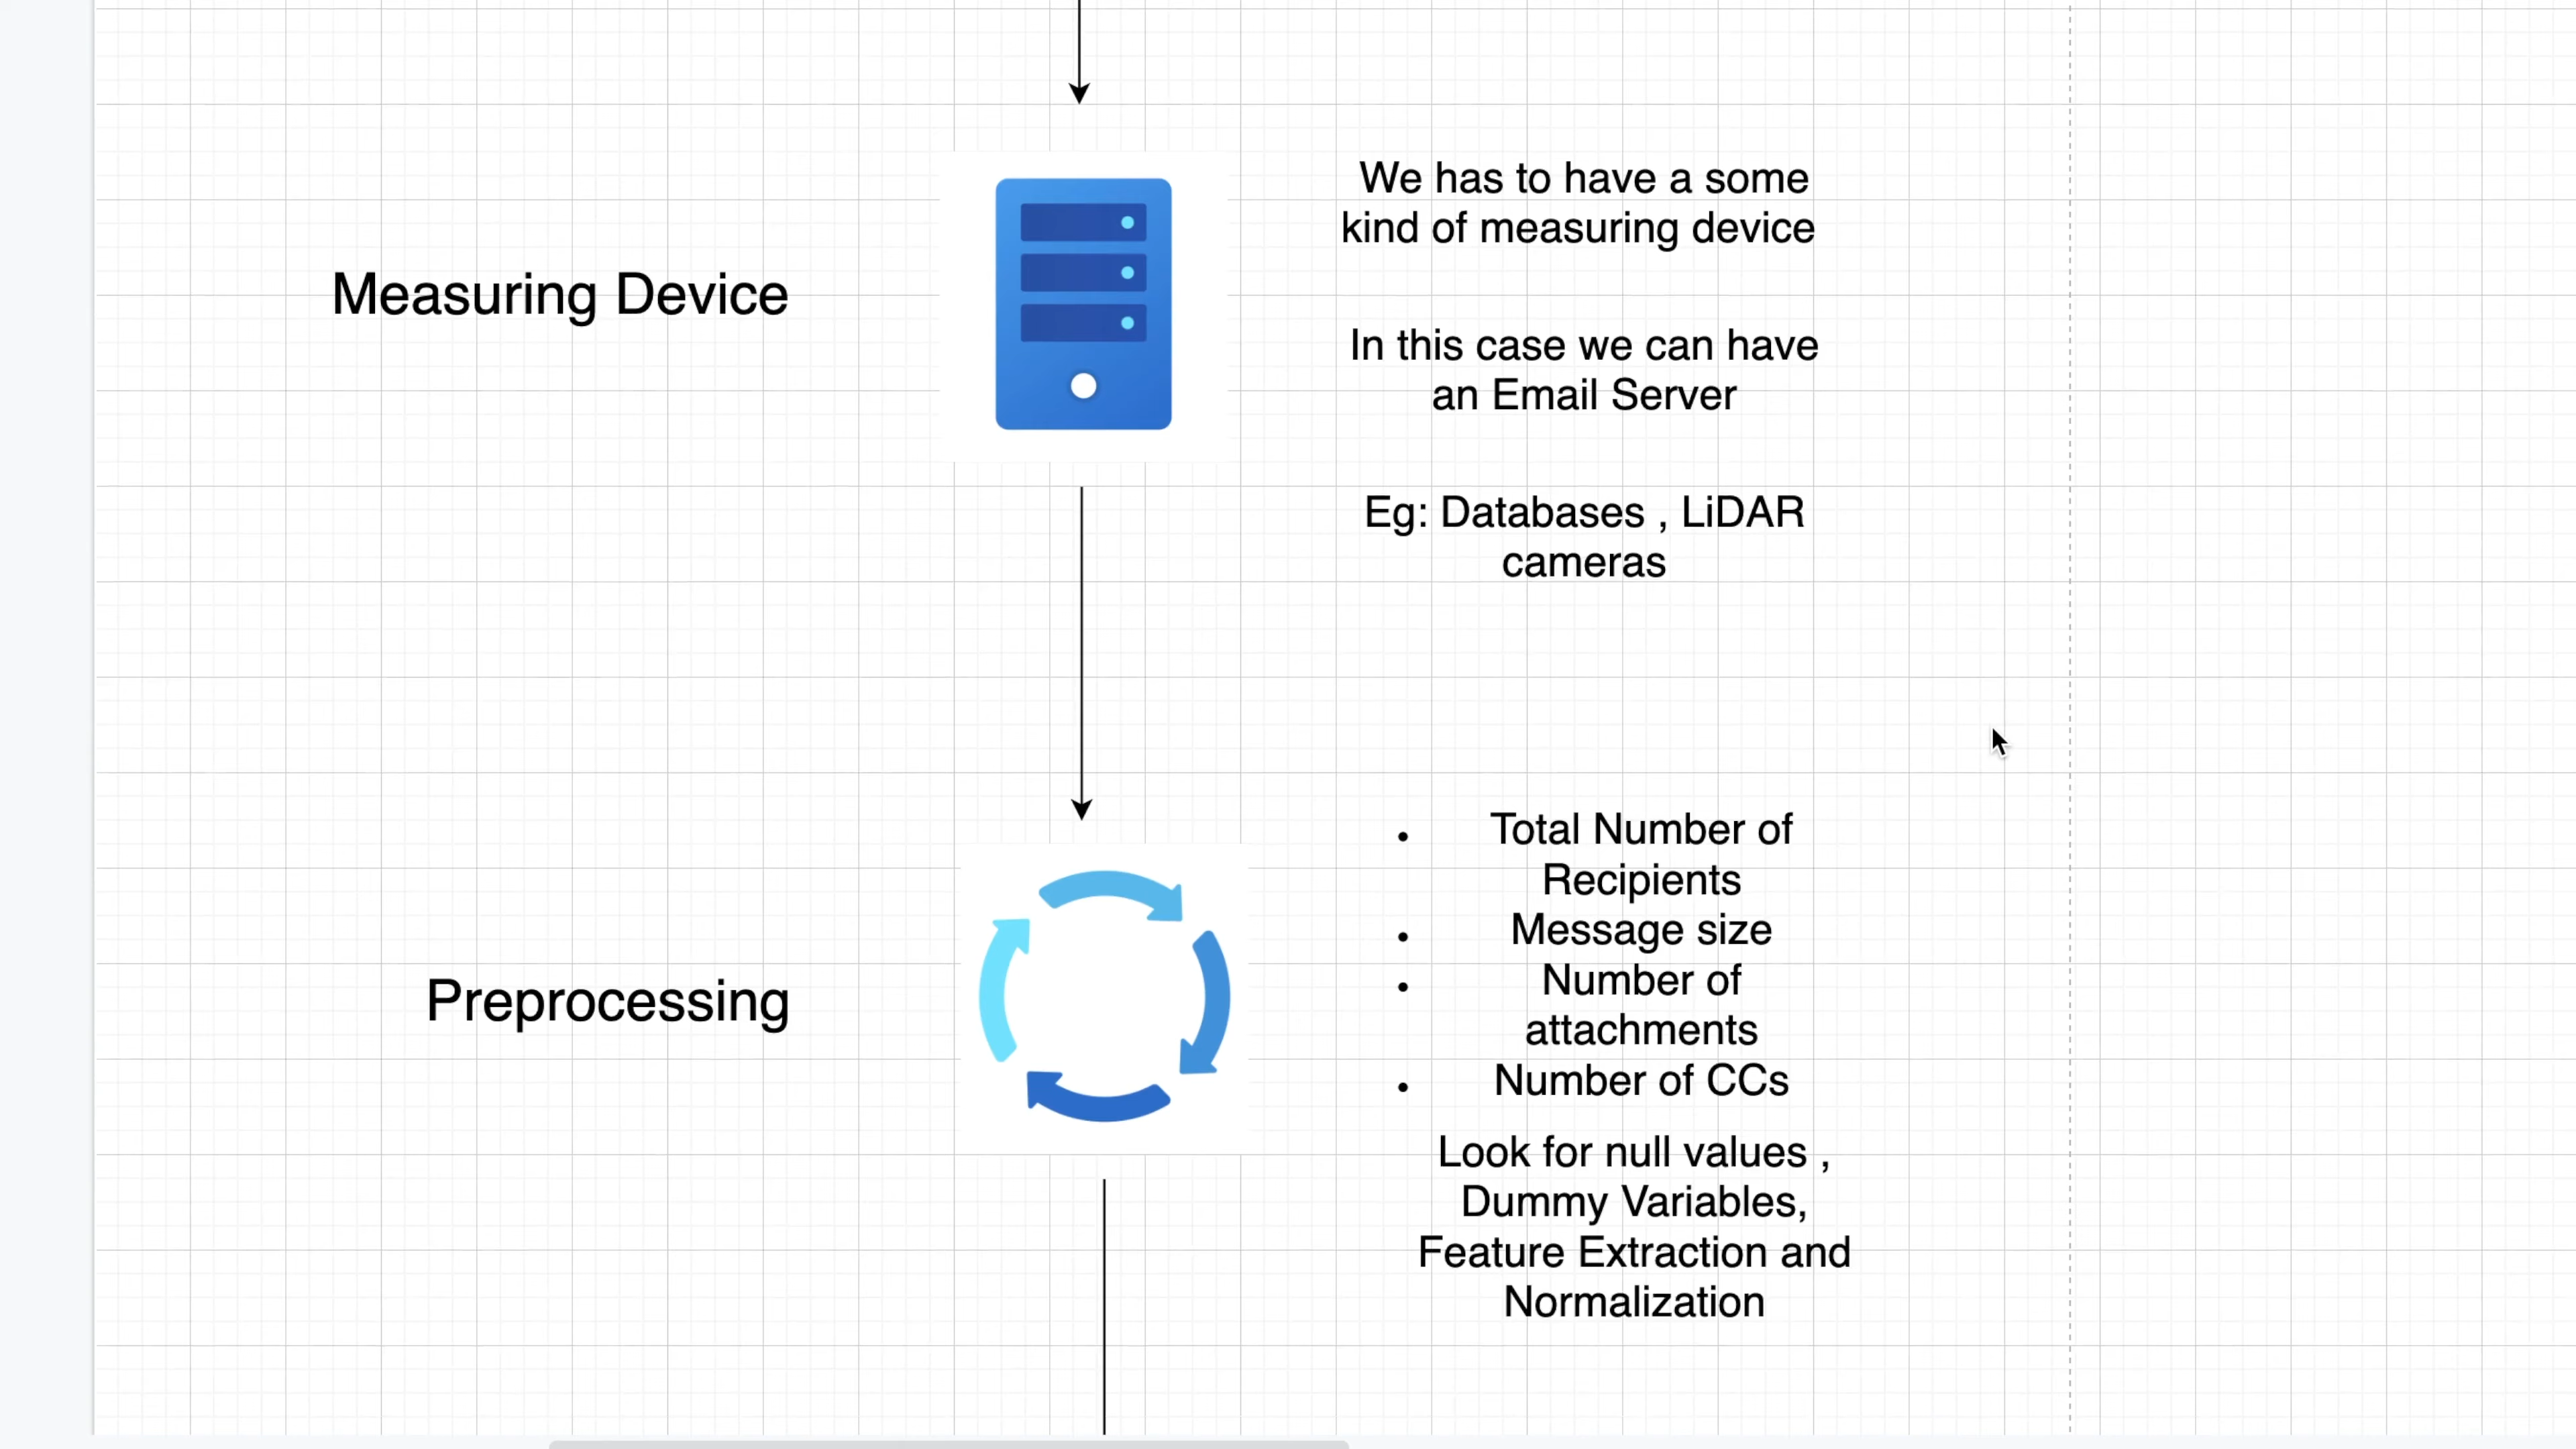 Measuring Device
We has to have a some
kind of measuring device
In this case we can have
an Email Server
Eg: Databases , LiDAR
cameras
Preprocessing
• Total Number of
Recipients
• Message size
• Number of
attachments
• Number of CCs
Look for null values ,
Dummy Variables,
Feature Extraction and
Normalization